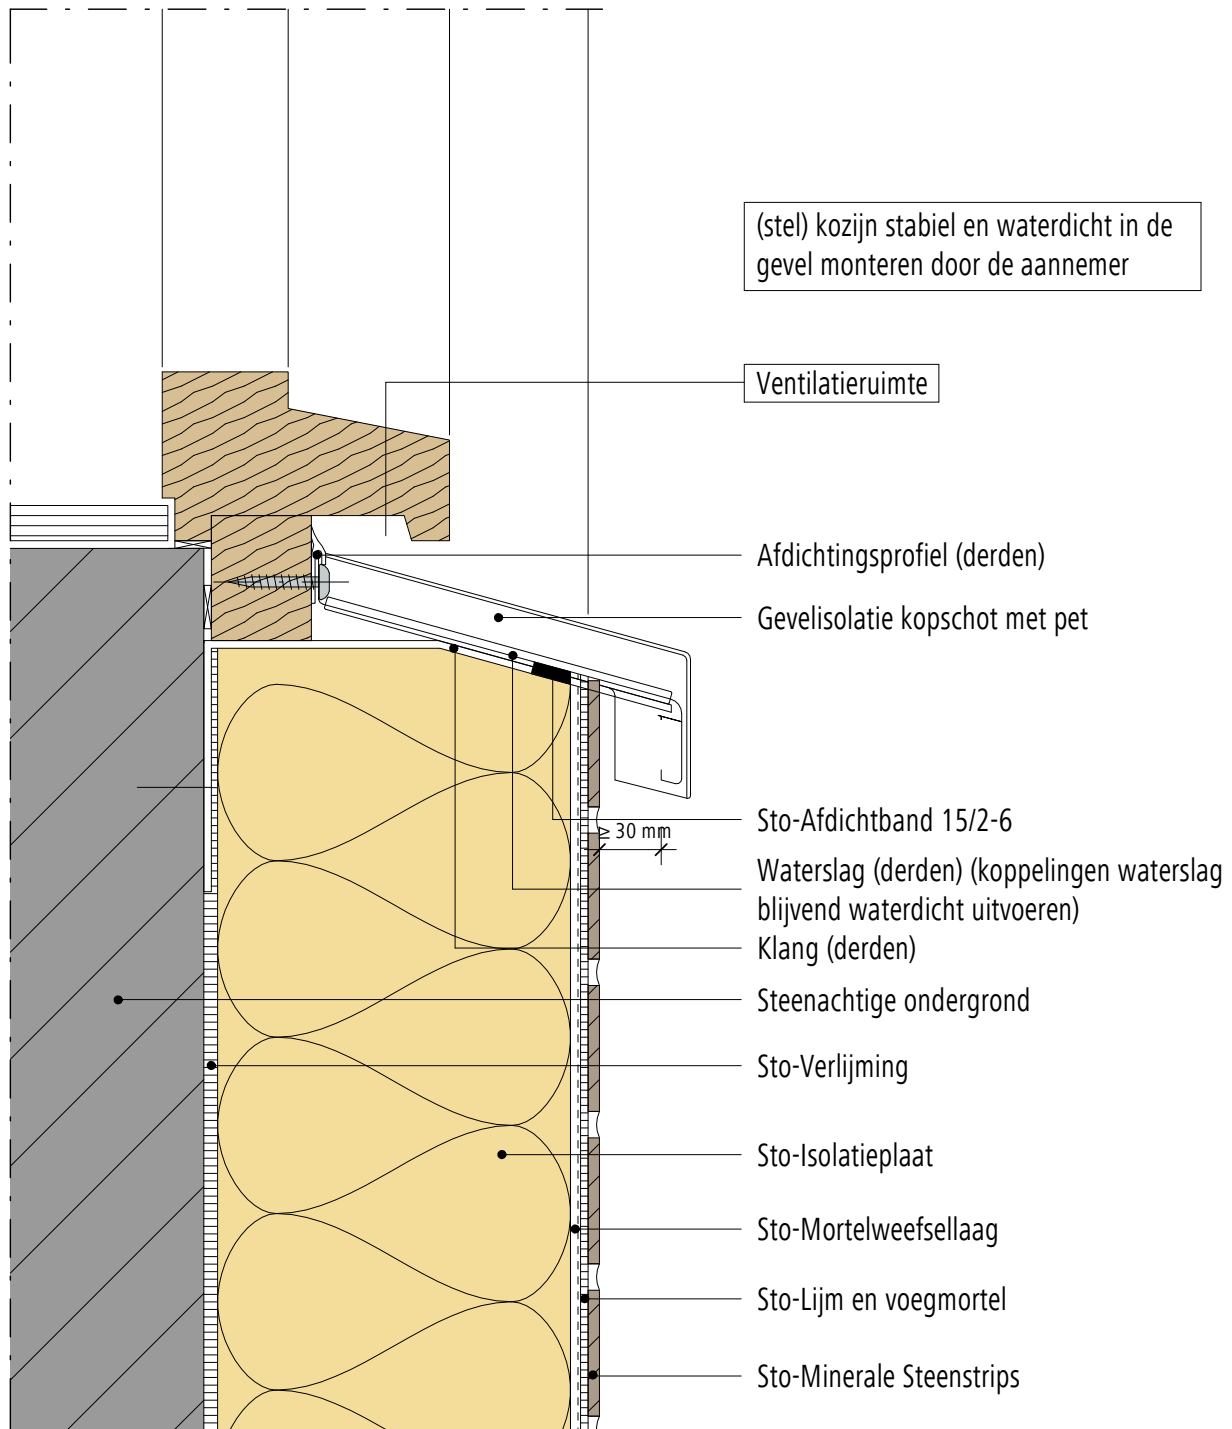 (stel) kozijn stabiel en waterdicht in de
gevel monteren door de aannemer
Ventilatieruimte
Afdichtingsprofiel (derden)
Gevelisolatie kopschot met pet
Sto-Afdichtband 15/2-6
≥ 30 mm
Waterslag (derden) (koppelingen waterslag
blijvend waterdicht uitvoeren)
Klang (derden)
Steenachtige ondergrond
Sto-Verlijming
Sto-Isolatieplaat
Sto-Mortelweefsellaag
Sto-Lijm en voegmortel
Sto-Minerale Steenstrips